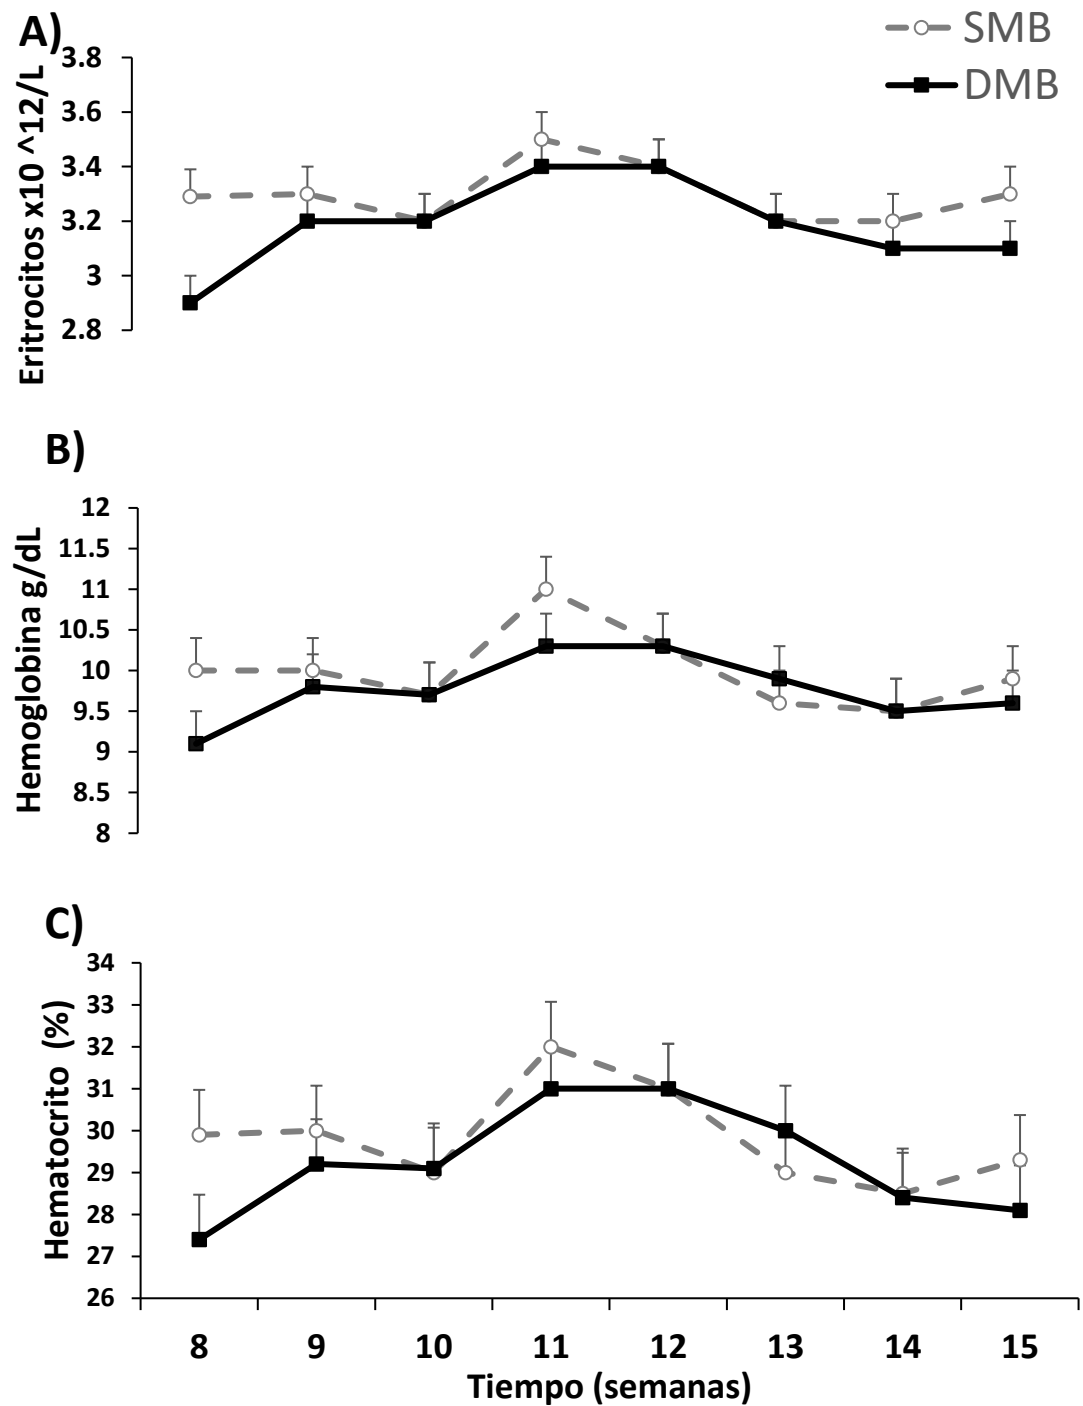 A)
SMB
DMB
Eritrocitos x10 ^12/L
3.8
3.6
3.4
3.2
3
2.8
B)
Hemoglobina g/dL
12
11.5
11
10.5
10
9.5
9
8.5
8
C)
Hematocrito (%)
34
33
32
31
30
29
28
27
26
8 9 10 11 12 13 14 15
Tiempo (semanas)